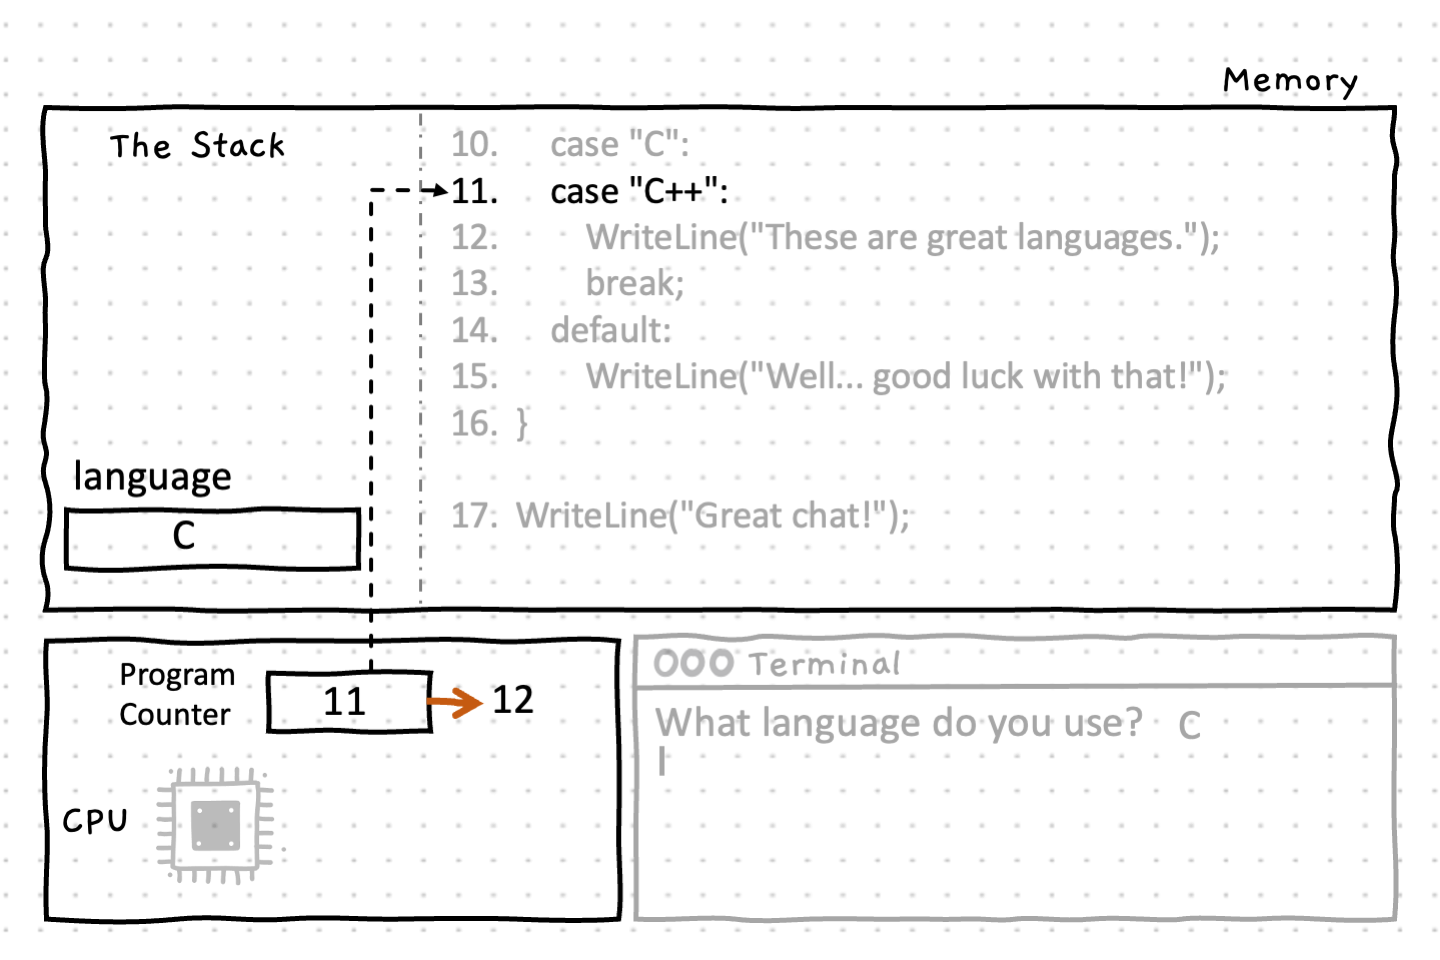 Memory
The Stack
10. case "C":
11. case "C++":
12. WriteLine("These are great languages.");
13. break;
14. default:
15. WriteLine("Well... good luck with that!");
16. }
language
C
17. WriteLine("Great chat!");
Program
Counter
11
12
CPU
Terminal
What language do you use? C